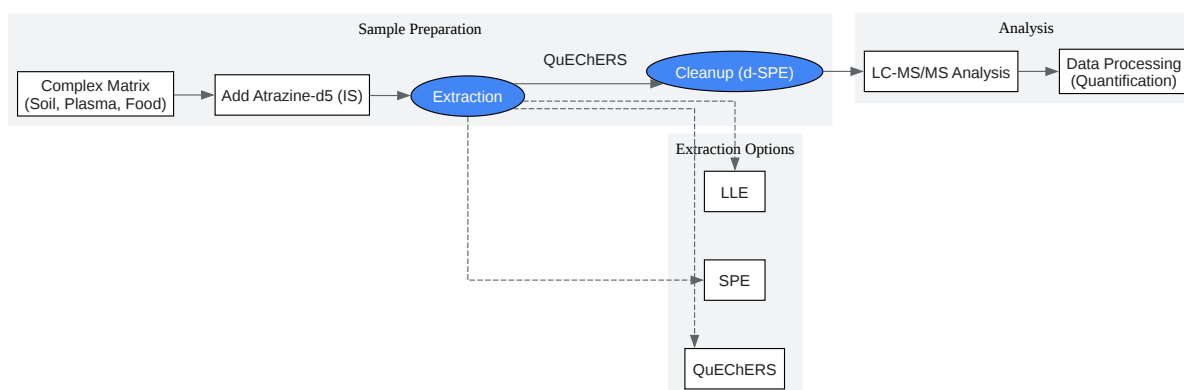 Sample Preparation
Analysis
QuEChERS
Complex Matrix
(Soil, Plasma, Food)
Add Atrazine-d5 (IS)
Extraction
Cleanup (d-SPE)
LC-MS/MS Analysis
Data Processing
(Quantification)
Extraction Options
LLE
SPE
QuEChERS